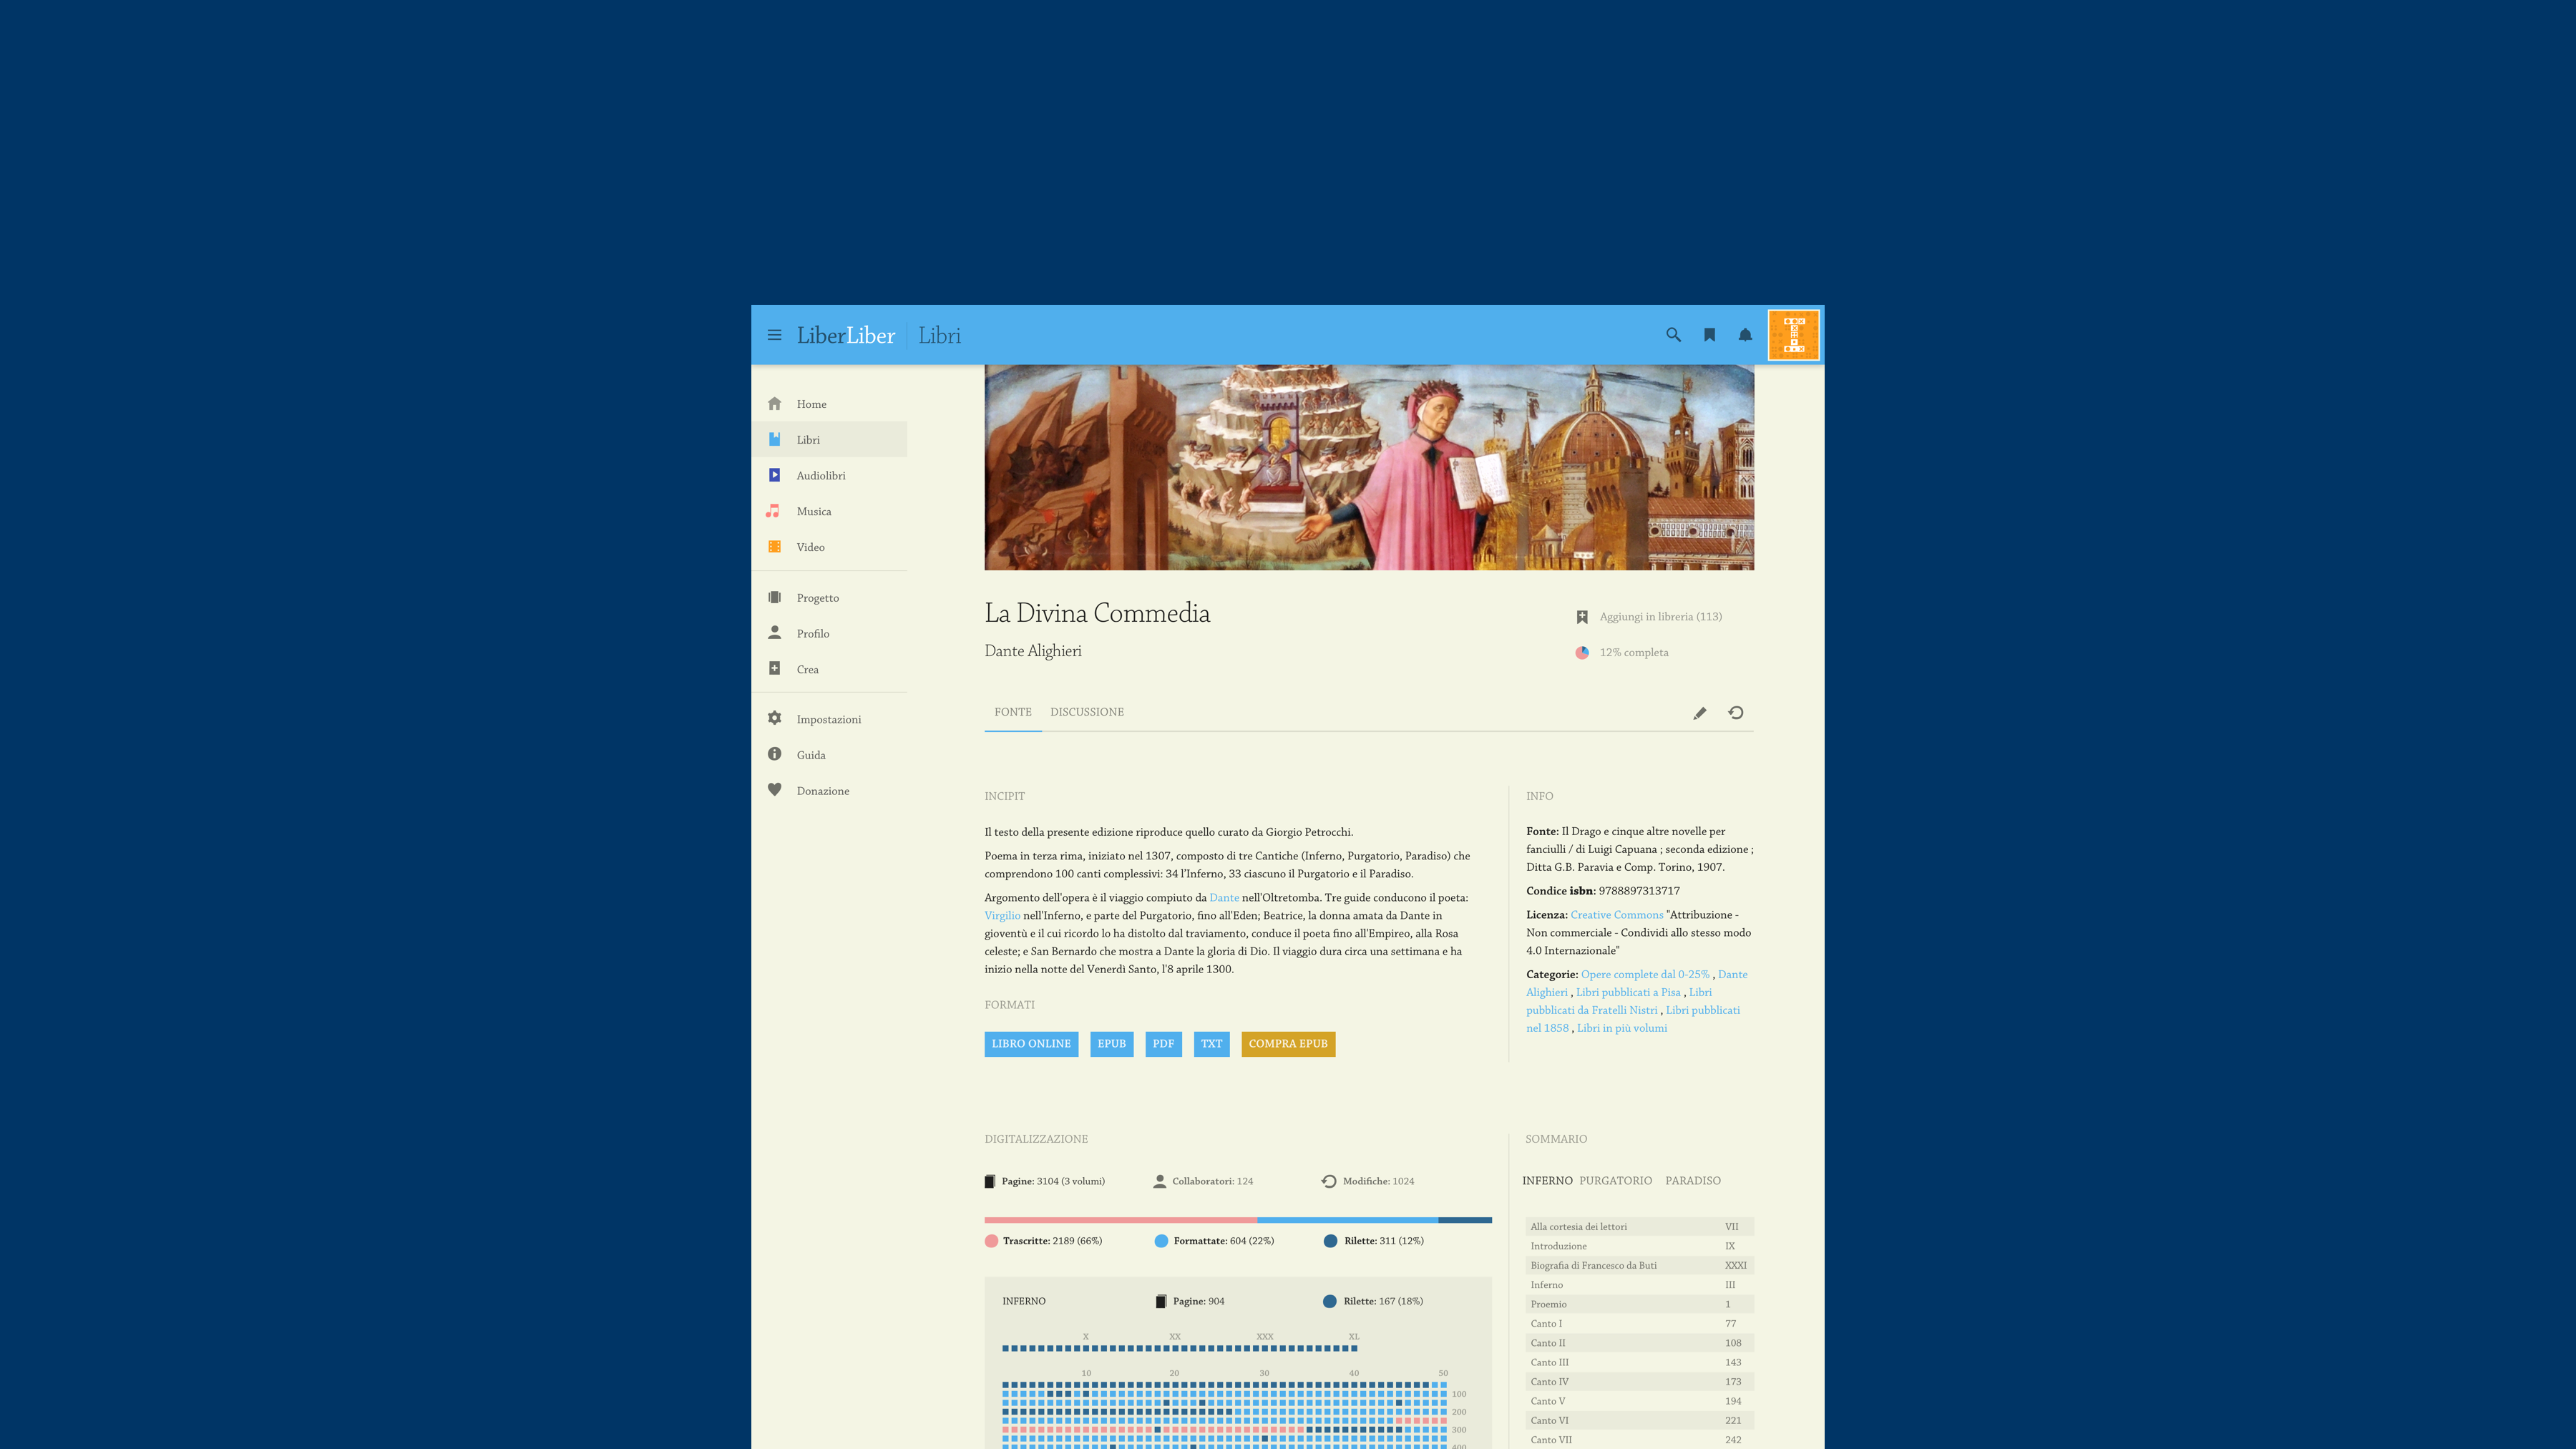 LiberLiber Libri
Home
Libri
Audiolibri
Musica
Video
Progetto
Profilo
Crea
Impostazioni
Guida
Donazione
La Divina Commedia
Dante Alighieri
Aggiungi in libreria (113)
12% completa
FONTE DISCUSSIONE
INCIPIT
Il testo della presente edizione riproduce quello curato da Giorgio Petrocchi.
Poema in terza rima, iniziato nel 1307, composto di tre Cantiche (Inferno, Purgatorio, Paradiso) che
comprendono 100 canti complessivi: 34 l'Inferno, 33 ciascuno il Purgatorio e il Paradiso.
Argomento dell'opera è il viaggio compiuto da Dante nell'Oltretomba. Tre guide conducono il poeta:
Virgilio nell'Inferno, e parte del Purgatorio, fino all'Eden; Beatrice, la donna amata da Dante in
gioventù e il cui ricordo lo ha distolto dal traviamento, conduce il poeta fino all'Empireo, alla Rosa
celeste; e San Bernardo che mostra a Dante la gloria di Dio. Il viaggio dura circa una settimana e ha
inizio nella notte del Venerdì Santo, l'8 aprile 1300.
FORMATI
LIBRO ONLINE EPUB PDF TXT COMPRA EPUB
INFO
Fonte: Il Drago e cinque altre novelle per
fanciulli / di Luigi Capuana ; seconda edizione ;
Ditta G.B. Paravia e Comp. Torino, 1907.
Condice isbn: 9788897313717
Licenza: Creative Commons "Attribuzione -
Non commerciale - Condividi allo stesso modo
4.0 Internazionale"
Categorie: Opere complete dal 0-25% , Dante
Alighieri , Libri pubblicati a Pisa , Libri
pubblicati da Fratelli Nistri , Libri pubblicati
nel 1858 , Libri in più volumi
DIGITALIZZAZIONE
Pagine: 3104 (3 volumi) Collaboratori: 124 Modifiche: 1024
Trascritte: 2189 (66%) Formattate: 604 (22%) Rilette: 311 (12%)
INFERNO Pagine: 904 Rilette: 167 (18%)
X XX XXX XL
10 20 30 40 50
100
200
300
400
SOMMARIO
INFERNO PURGATORIO PARADISO
Alla cortesia dei lettori VII
Introduzione IX
Biografia di Francesco da Buti XXXI
Inferno III
Proemio 1
Canto I 77
Canto II 108
Canto III 143
Canto IV 173
Canto V 194
Canto VI 221
Canto VII 242